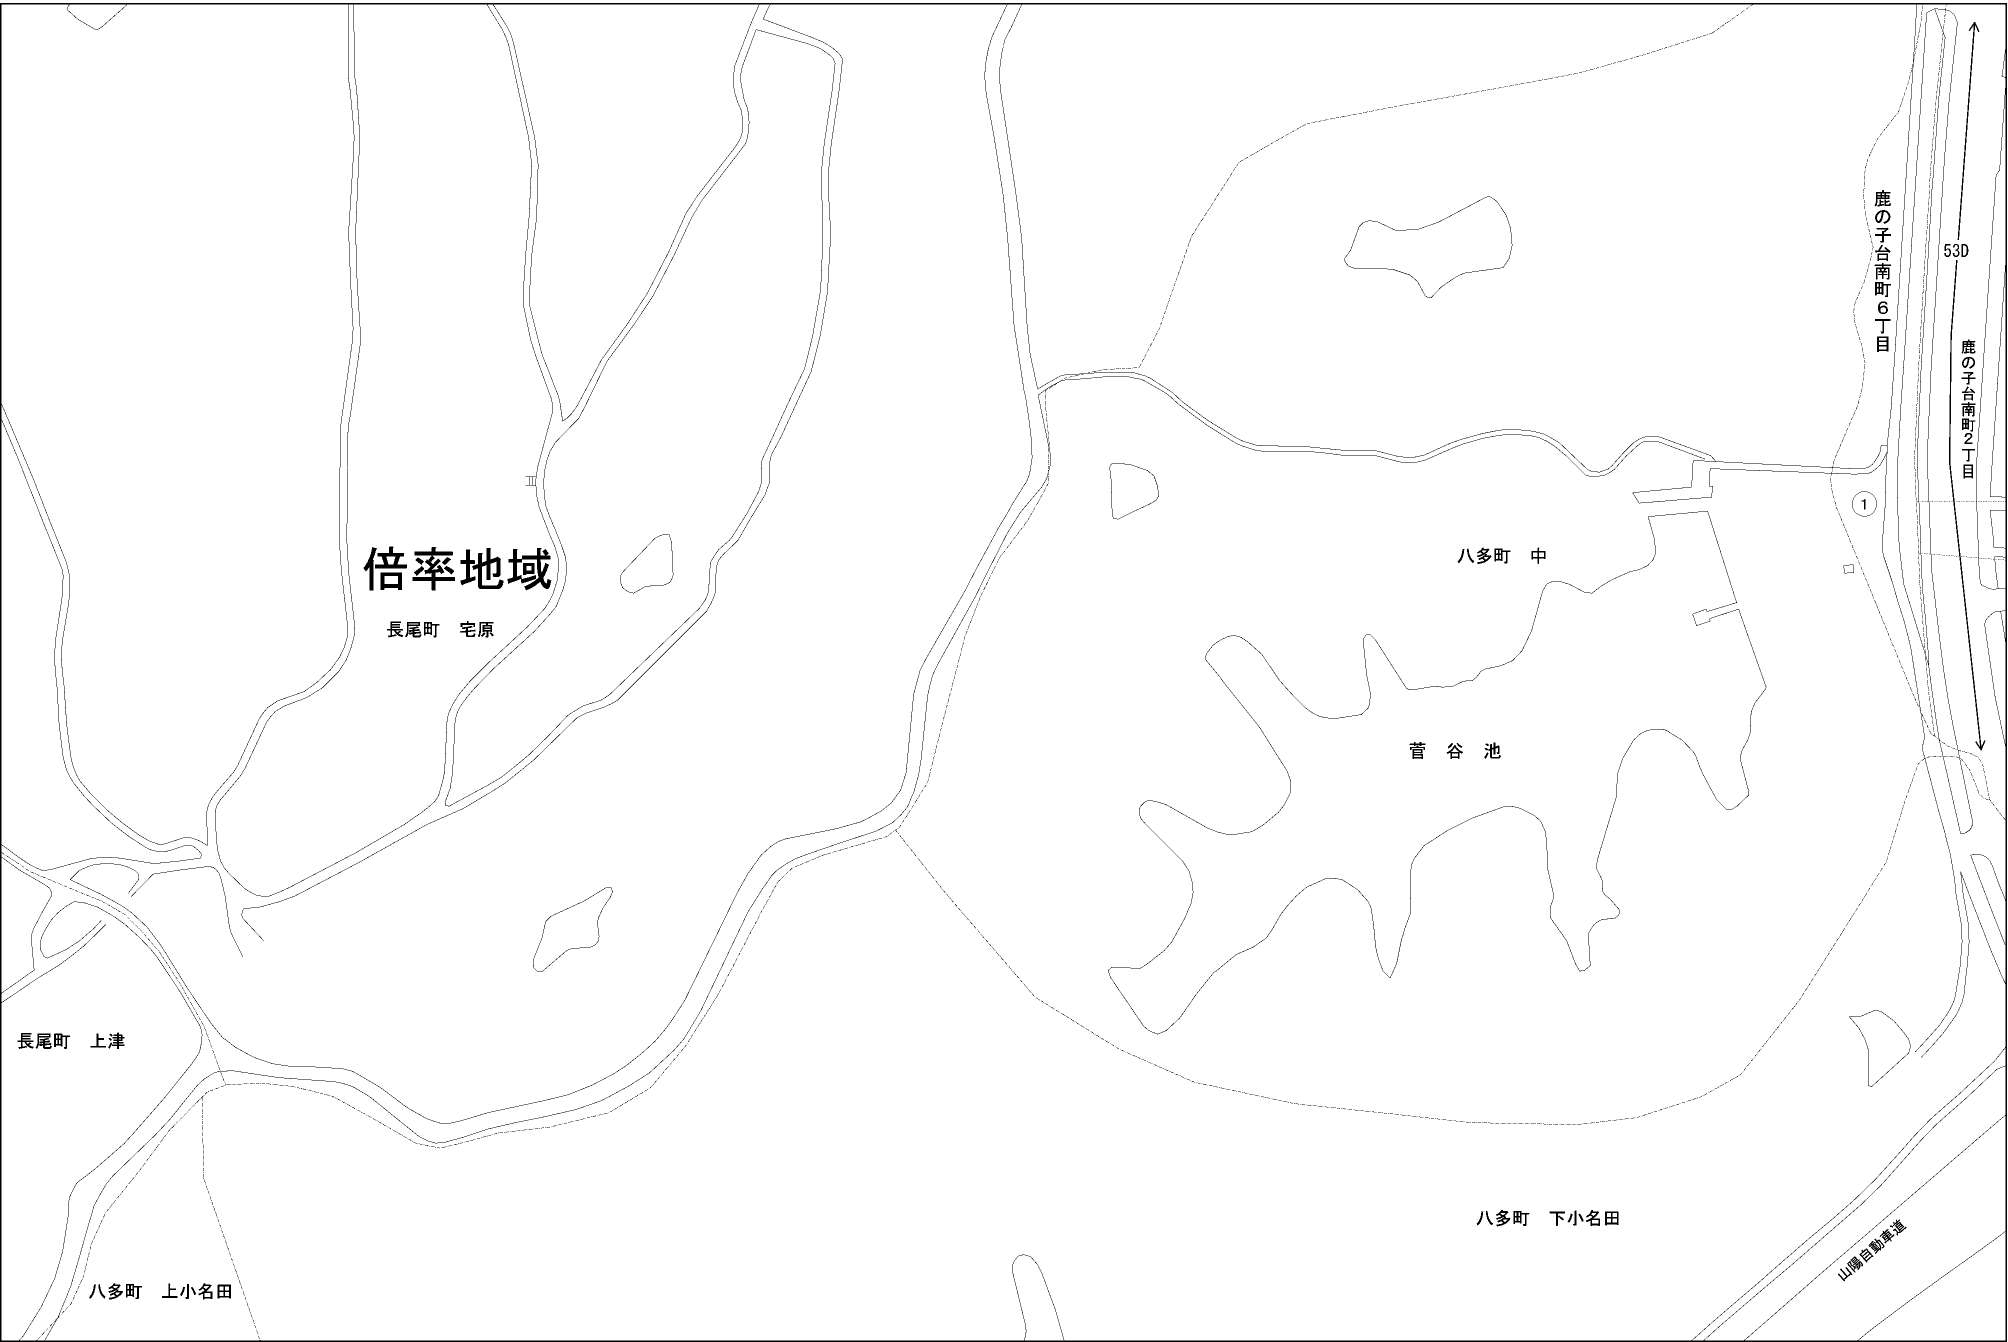 鹿の子台南町6丁目
53D
鹿の子台南町2丁目
1
八多町　中
倍率地域
長尾町　宅原
菅　谷　池
長尾町　上津
八多町　下小名田
山陽自動車道
八多町　上小名田